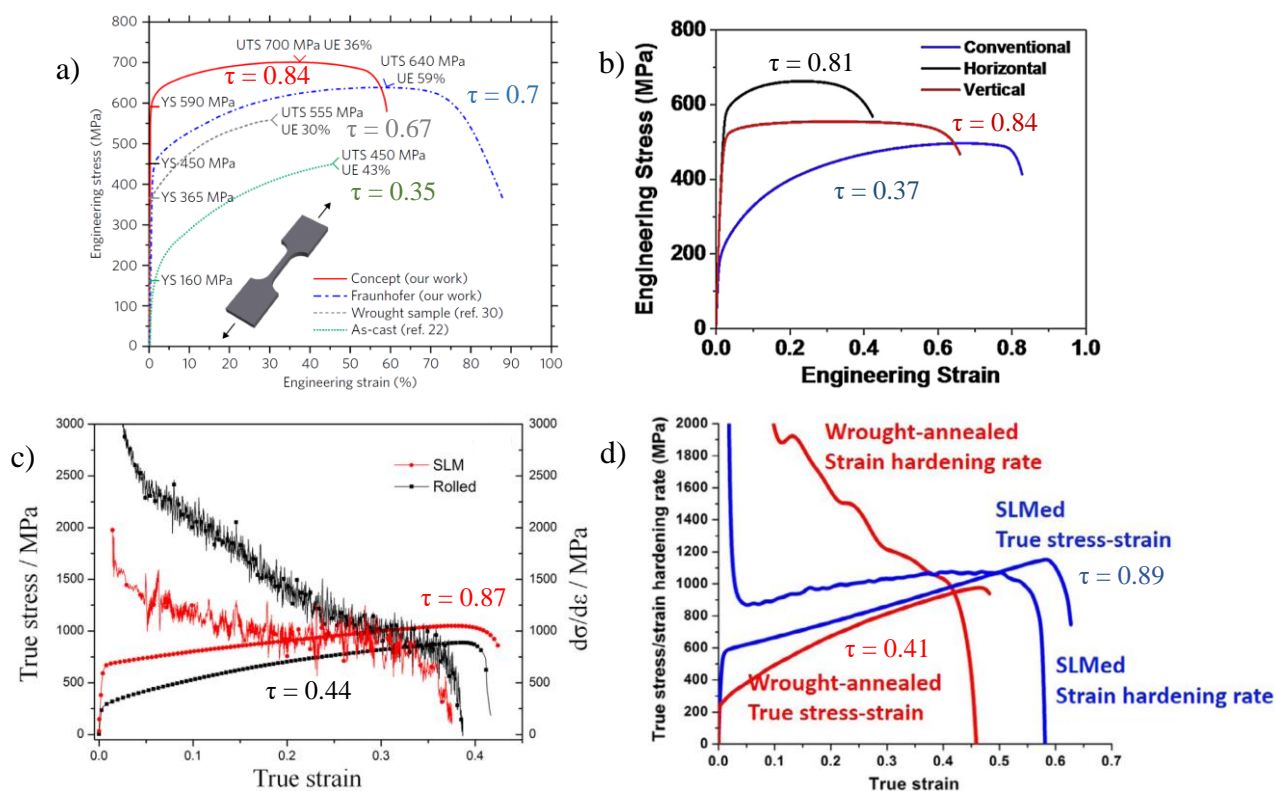 a)
800
700
600
500
400
300
200
100
0
Engineering stress (MPa)
UTS 700 MPa UE 36%
τ = 0.84
UTS 640 MPa
UE 59%
τ = 0.7
YS 590 MPa
UTS 555 MPa
UE 30%
τ = 0.67
YS 450 MPa
UTS 450 MPa
UE 43%
YS 365 MPa
τ = 0.35
YS 160 MPa
Concept (our work)
Fraunhofer (our work)
Wrought sample (ref. 30)
As-cast (ref. 22)
0 10 20 30 40 50 60 70 80 90 100
Engineering strain (%)
b)
800
600
400
200
0
Engineering Stress (MPa)
τ = 0.81
Conventional
Horizontal
Vertical
τ = 0.84
τ = 0.37
0.0 0.2 0.4 0.6 0.8 1.0
Engineering Strain
c)
3000
2500
2000
1500
1000
500
0
True stress / MPa
SLM
Rolled
τ = 0.87
τ = 0.44
3000
2500
2000
1500
1000
500
0
dσ/dε / MPa
0.0 0.1 0.2 0.3 0.4
True strain
d)
2000
1800
1600
1400
1200
1000
800
600
400
200
0
True stress/strain hardening rate (MPa)
Wrought-annealed
Strain hardening rate
SLMed
True stress-strain
τ = 0.89
τ = 0.41
Wrought-annealed
True stress-strain
SLMed
Strain hardening rate
0.0 0.1 0.2 0.3 0.4 0.5 0.6 0.7
True strain